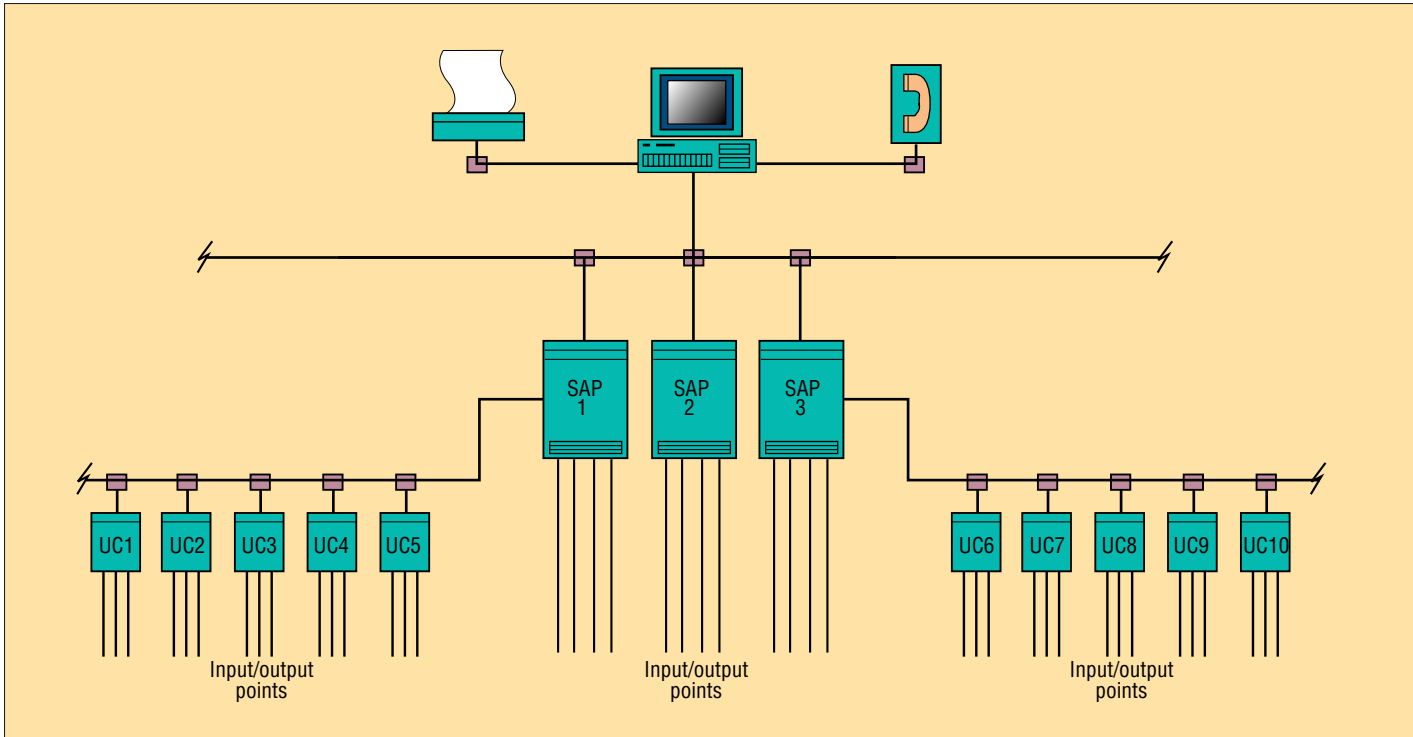 SAP
1
SAP
2
SAP
3
UC1
UC2
UC3
UC4
UC5
UC6
UC7
UC8
UC9
UC10
Input/output
points
Input/output
points
Input/output
points